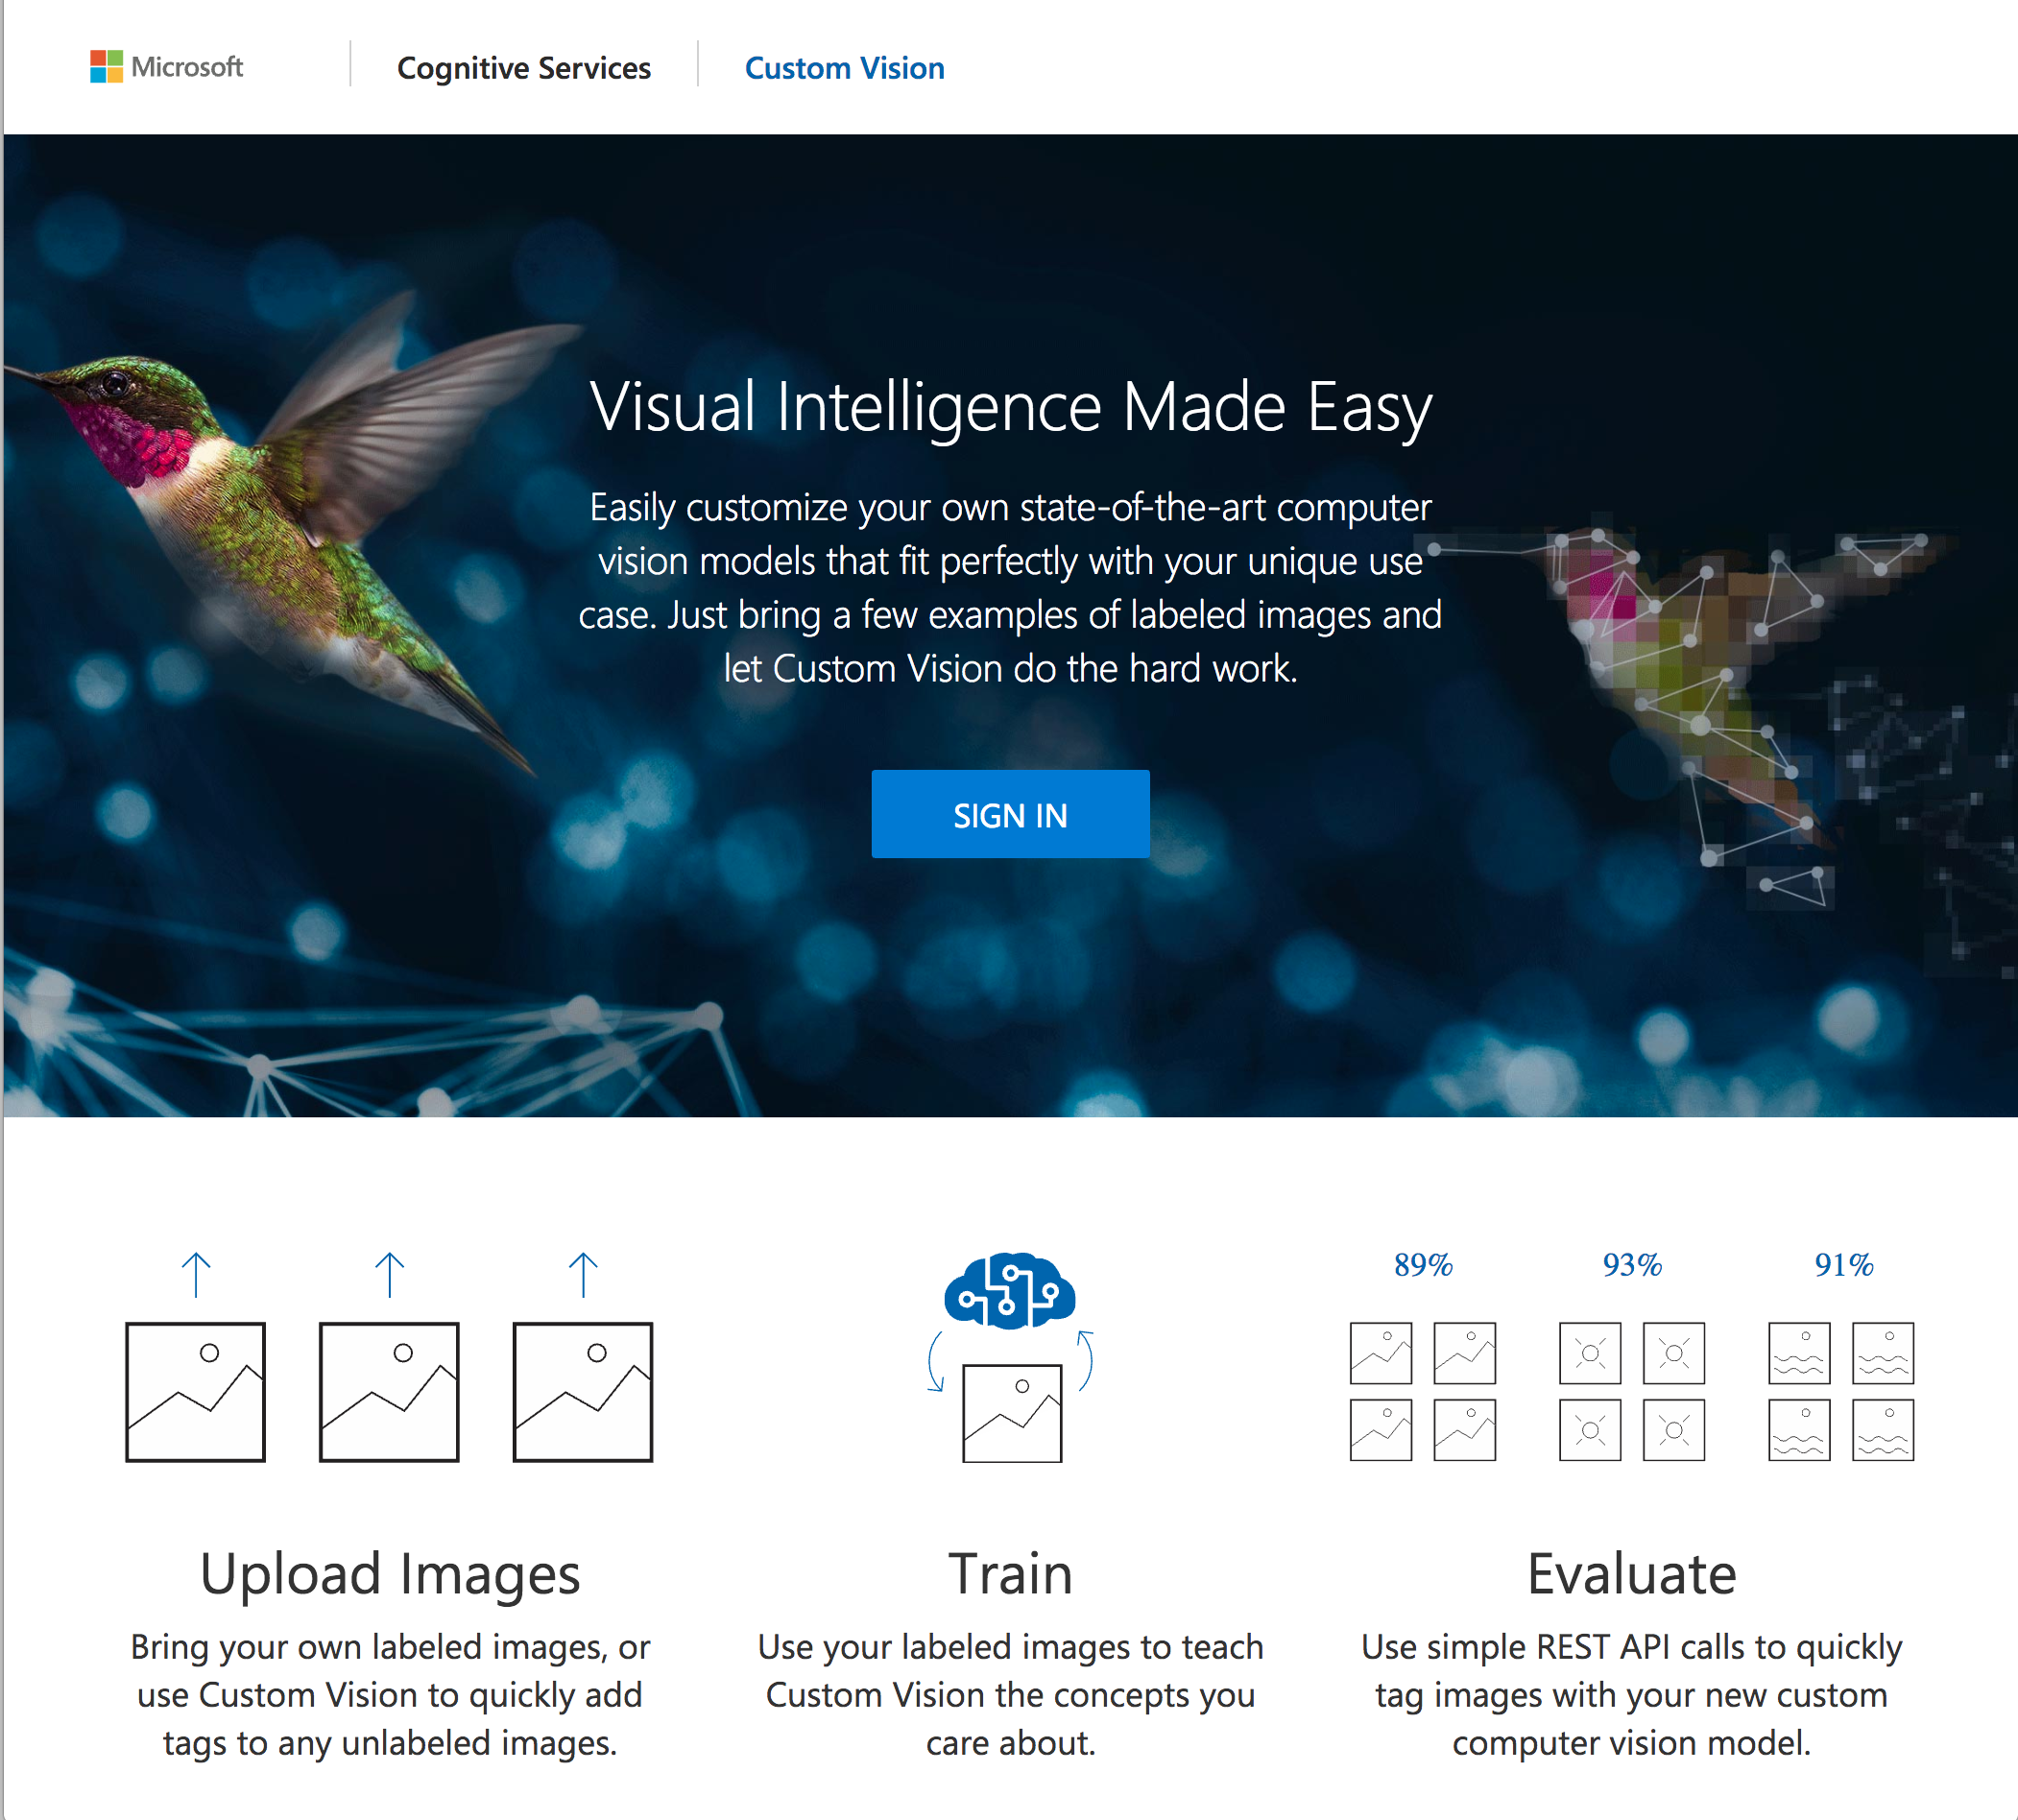 Microsoft
Cognitive Services
Custom Vision
Visual Intelligence Made Easy
Easily customize your own state-of-the-art computer
vision models that fit perfectly with your unique use
case. Just bring a few examples of labeled images and
let Custom Vision do the hard work.
SIGN IN
89%
93%
91%
Upload Images
Bring your own labeled images, or
use Custom Vision to quickly add
tags to any unlabeled images.
Train
Use your labeled images to teach
Custom Vision the concepts you
care about.
Evaluate
Use simple REST API calls to quickly
tag images with your new custom
computer vision model.